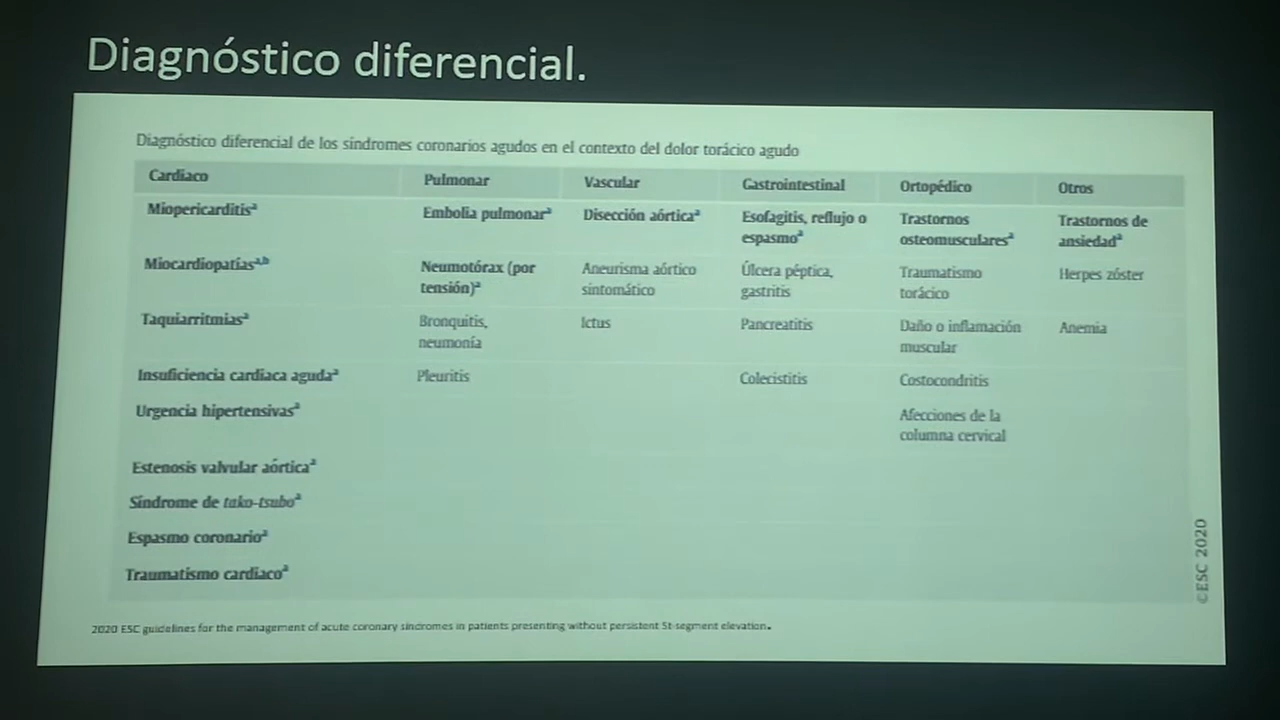 Diagnóstico diferencial.
Diagnóstico diferencial de los síndromes coronarios agudos en el contexto del dolor torácico agudo
Cardiaco Pulmonar Vascular Gastrointestinal Ortopédico Otros
Miopericarditisª Embolia pulmonarª Disección aórticaª Esofagitis, reflujo o Trastornos Trastornos de
espasmoª osteomuscularesª ansiedadª
Miocardiopatíasª,ᵇ Neumotórax (por Aneurisma aórtico Úlcera péptica, Traumatismo Herpes zóster
tensión)ª sintomático gastritis torácico
Taquiarritmiasª Bronquitis, Ictus Pancreatitis Daño o inflamación Anemia
neumonía muscular
Insuficiencia cardiaca agudaª Pleuritis Colecistitis Costocondritis
Urgencia hipertensivasª Afecciones de la
columna cervical
Estenosis valvular aórticaª
Síndrome de tako-tsuboª
Espasmo coronarioª
Traumatismo cardiacoª
©ESC 2020
2020 ESC guidelines for the management of acute coronary sindromes in patients presenting without persistent St-segment elevation.